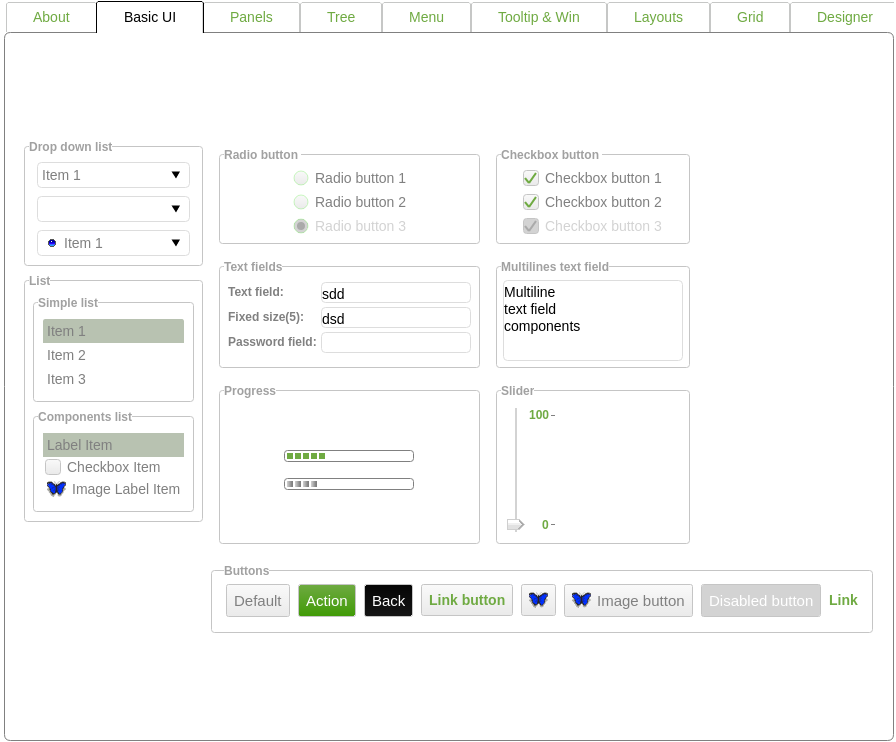 About
Basic UI
Panels
Tree
Menu
Tooltip & Win
Layouts
Grid
Designer
Drop down list
Item 1
Item 1
List
Simple list
Item 1
Item 2
Item 3
Components list
Label Item
Checkbox Item
Image Label Item
Radio button
Radio button 1
Radio button 2
Radio button 3
Checkbox button
Checkbox button 1
Checkbox button 2
Checkbox button 3
Text fields
Text field: sdd
Fixed size(5): dsd
Password field:
Multilines text field
Multiline
text field
components
Progress
Slider
100
0
Buttons
Default
Action
Back
Link button
Image button
Disabled button
Link